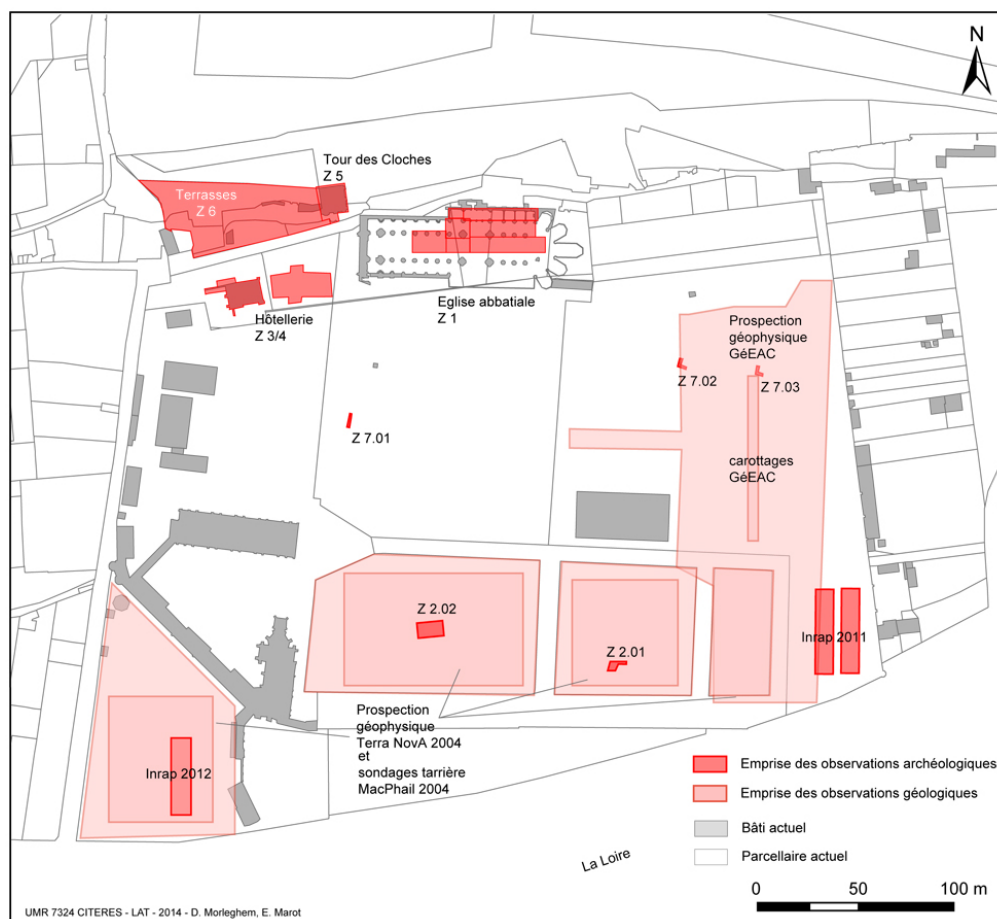 N
Tour des Cloches
Z 5
Terrasses
Z 6
Eglise abbatiale
Z 1
Hôtellerie
Z 3/4
Prospection
géophysique
GéEAC
Z 7.02
Z 7.03
Z 7.01
carottages
GéEAC
Z 2.02
Z 2.01
Inrap 2011
Prospection
géophysique
Terra NovA 2004
et
sondages tarrière
MacPhail 2004
Inrap 2012
Emprise des observations archéologiques
Emprise des observations géologiques
Bâti actuel
Parcellaire actuel
La Loire
0 50 100 m
UMR 7324 CITERES - LAT - 2014 - D. Morleghem, E. Marot